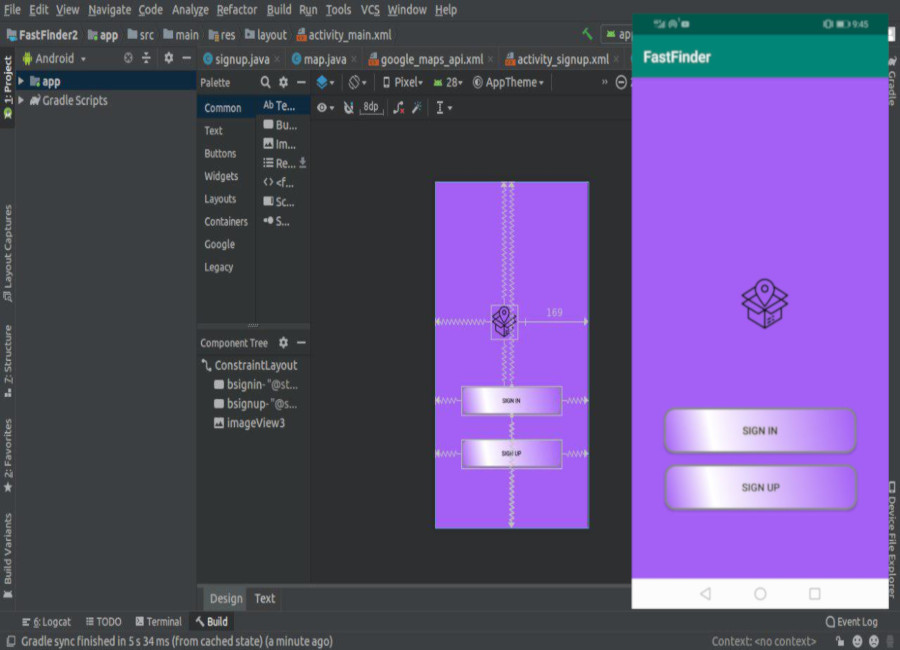 File Edit View Navigate Code Analyze Refactor Build Run Tools VCS Window Help
FastFinder2 app src main res layout activity_main.xml
Android
signup.java map.java google_maps_api.xml activity_signup.xml
1: Project
Layout Captures
7: Structure
2: Favorites
Build Variants
app
Gradle Scripts
Palette
Pixel 28 AppTheme
8dp
Common
Text
Buttons
Widgets
Layouts
Containers
Google
Legacy
Ab Te...
Bu...
Im...
Re...
<f...
Sc...
S...
Component Tree
ConstraintLayout
bsignin- "@st...
bsignup- "@s...
imageView3
169
SIGN IN
SIGN UP
9:45
FastFinder
SIGN IN
SIGN UP
Gradle
Device File Explorer
Design Text
6: Logcat TODO Terminal Build Event Log
Gradle sync finished in 5 s 34 ms (from cached state) (a minute ago) Context: <no context>